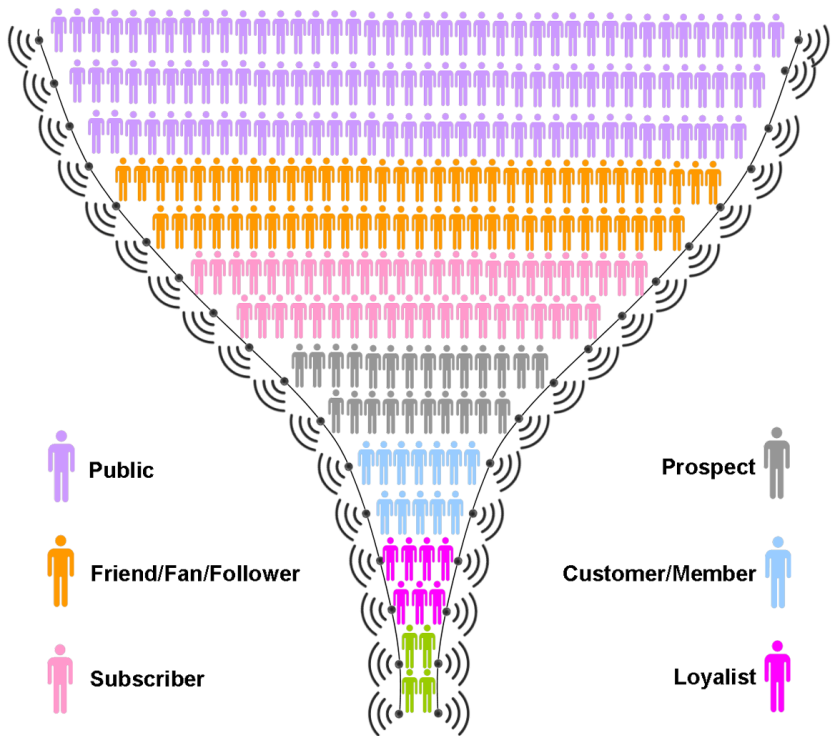 Public
Prospect
Friend/Fan/Follower
Customer/Member
Subscriber
Loyalist